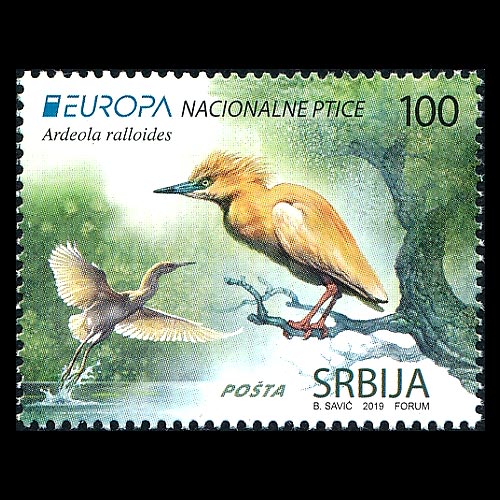 EUROPA NACIONALNE PTICE 100
Ardeola ralloides
POŠTA SRBIJA
B. SAVIĆ 2019 FORUM